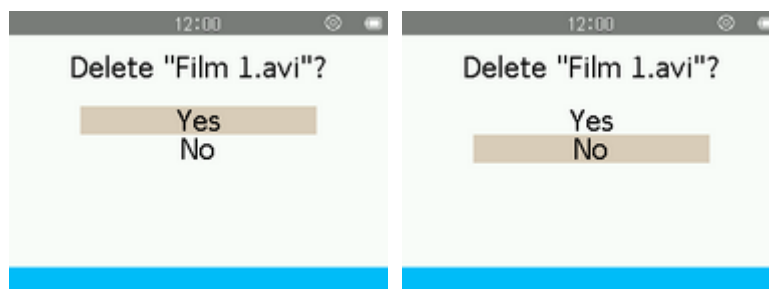 12:00
Delete "Film 1.avi"?
Yes
No
12:00
Delete "Film 1.avi"?
Yes
No